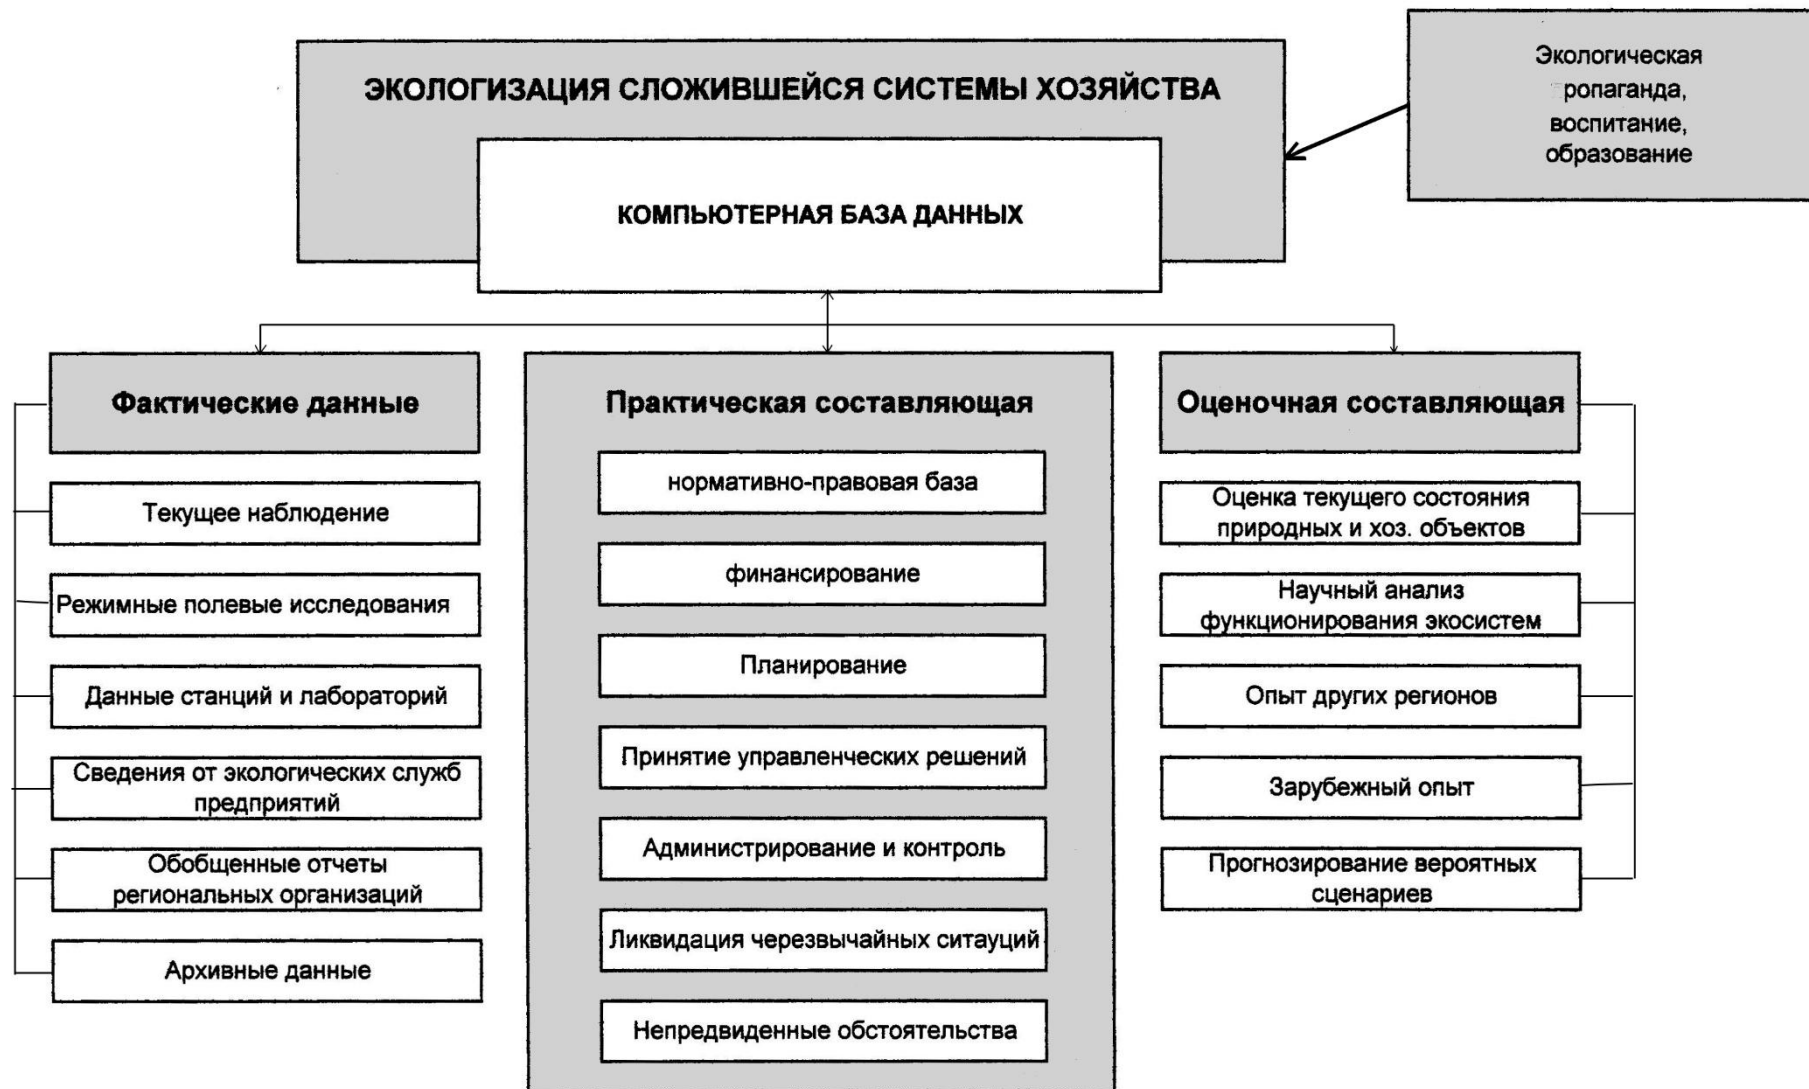 ЭКОЛОГИЗАЦИЯ СЛОЖИВШЕЙСЯ СИСТЕМЫ ХОЗЯЙСТВА
КОМПЬЮТЕРНАЯ БАЗА ДАННЫХ
Экологическая
ропаганда,
воспитание,
образование
Фактические данные
Текущее наблюдение
Режимные полевые исследования
Данные станций и лабораторий
Сведения от экологических служб
предприятий
Обобщенные отчеты
региональных организаций
Архивные данные
Практическая составляющая
нормативно-правовая база
финансирование
Планирование
Принятие управленческих решений
Администрирование и контроль
Ликвидация черезвычайных ситауций
Непредвиденные обстоятельства
Оценочная составляющая
Оценка текущего состояния
природных и хоз. объектов
Научный анализ
функционирования экосистем
Опыт других регионов
Зарубежный опыт
Прогнозирование вероятных
сценариев